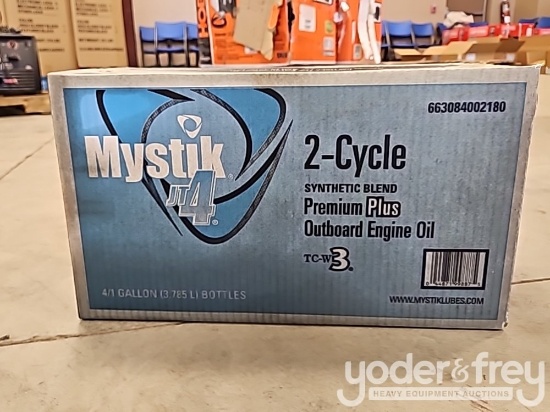 663084002180
Mystik®
JT4®
2-Cycle
SYNTHETIC BLEND
Premium Plus
Outboard Engine Oil
TC-W3®
4/1 GALLON (3.785 L) BOTTLES
WWW.MYSTIKLUBES.COM
yoder&frey
HEAVY EQUIPMENT AUCTIONS